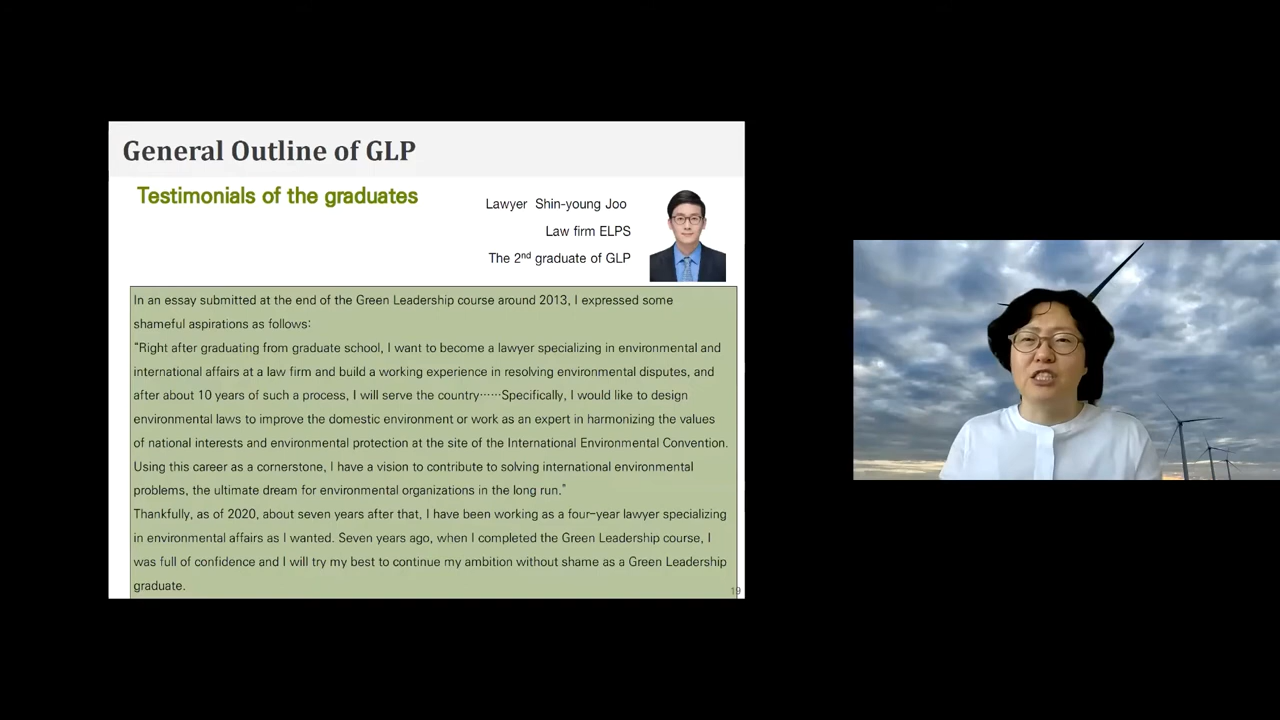 General Outline of GLP
Testimonials of the graduates
Lawyer Shin-young Joo
Law firm ELPS
The 2nd graduate of GLP
In an essay submitted at the end of the Green Leadership course around 2013, I expressed some
shameful aspirations as follows:
"Right after graduating from graduate school, I want to become a lawyer specializing in environmental and
international affairs at a law firm and build a working experience in resolving environmental disputes, and
after about 10 years of such a process, I will serve the country……Specifically, I would like to design
environmental laws to improve the domestic environment or work as an expert in harmonizing the values
of national interests and environmental protection at the site of the International Environmental Convention.
Using this career as a cornerstone, I have a vision to contribute to solving international environmental
problems, the ultimate dream for environmental organizations in the long run."
Thankfully, as of 2020, about seven years after that, I have been working as a four-year lawyer specializing
in environmental affairs as I wanted. Seven years ago, when I completed the Green Leadership course, I
was full of confidence and I will try my best to continue my ambition without shame as a Green Leadership
graduate.
19